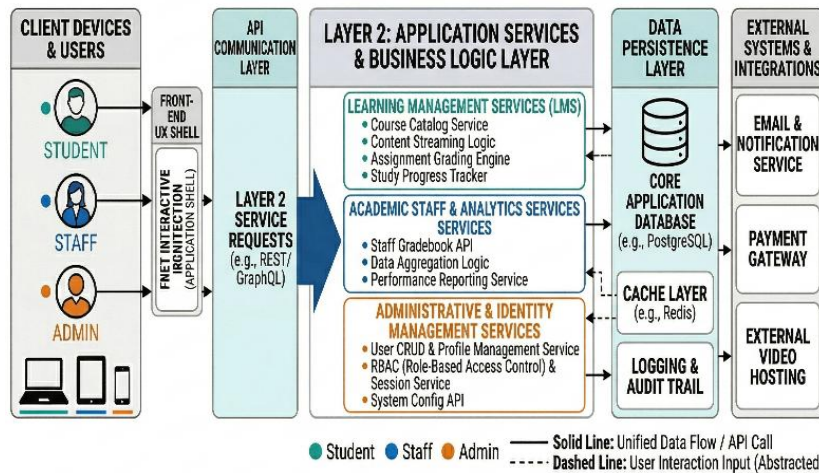 CLIENT DEVICES
& USERS
STUDENT
STAFF
ADMIN
FRONT-
END
UX SHELL
FNET INTERACTIVE
IRGNITECTION
(APPLICATION SHELL)
API
COMMUNICATION
LAYER
LAYER 2
SERVICE
REQUESTS
(e.g., REST/
GraphQL)
LAYER 2: APPLICATION SERVICES
& BUSINESS LOGIC LAYER
LEARNING MANAGEMENT SERVICES (LMS)
• Course Catalog Service
• Content Streaming Logic
• Assignment Grading Engine
• Study Progress Tracker
ACADEMIC STAFF & ANALYTICS SERVICES
SERVICES
• Staff Gradebook API
• Data Aggregation Logic
• Performance Reporting Service
ADMINISTRATIVE & IDENTITY
MANAGEMENT SERVICES
• User CRUD & Profile Management Service
• RBAC (Role-Based Access Control) &
Session Service
• System Config API
DATA
PERSISTENCE
LAYER
CORE
APPLICATION
DATABASE
(e.g., PostgreSQL)
CACHE LAYER
(e.g., Redis)
LOGGING &
AUDIT TRAIL
EXTERNAL
SYSTEMS &
INTEGRATIONS
EMAIL &
NOTIFICATION
SERVICE
PAYMENT
GATEWAY
EXTERNAL
VIDEO
HOSTING
Student
Staff
Admin
Solid Line: Unified Data Flow / API Call
Dashed Line: User Interaction Input (Abstracted